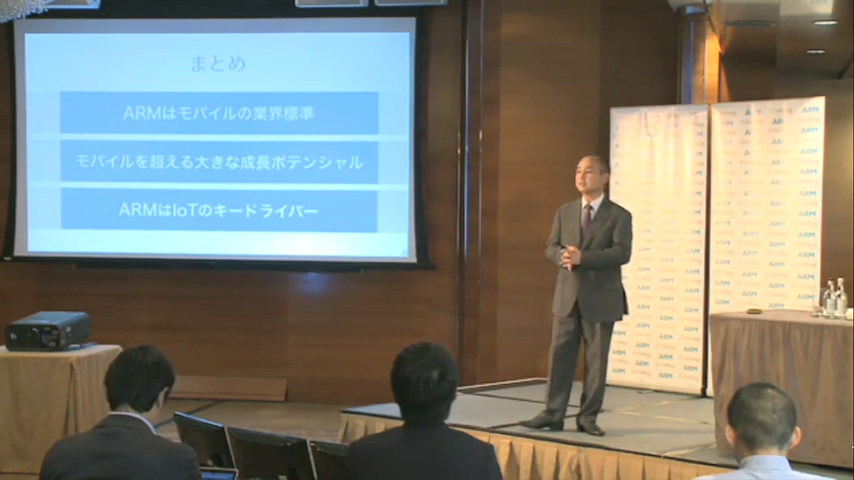 まとめ
ARMはモバイルの業界標準
モバイルを超える大きな成長ポテンシャル
ARMはIoTのキードライバー
ARM